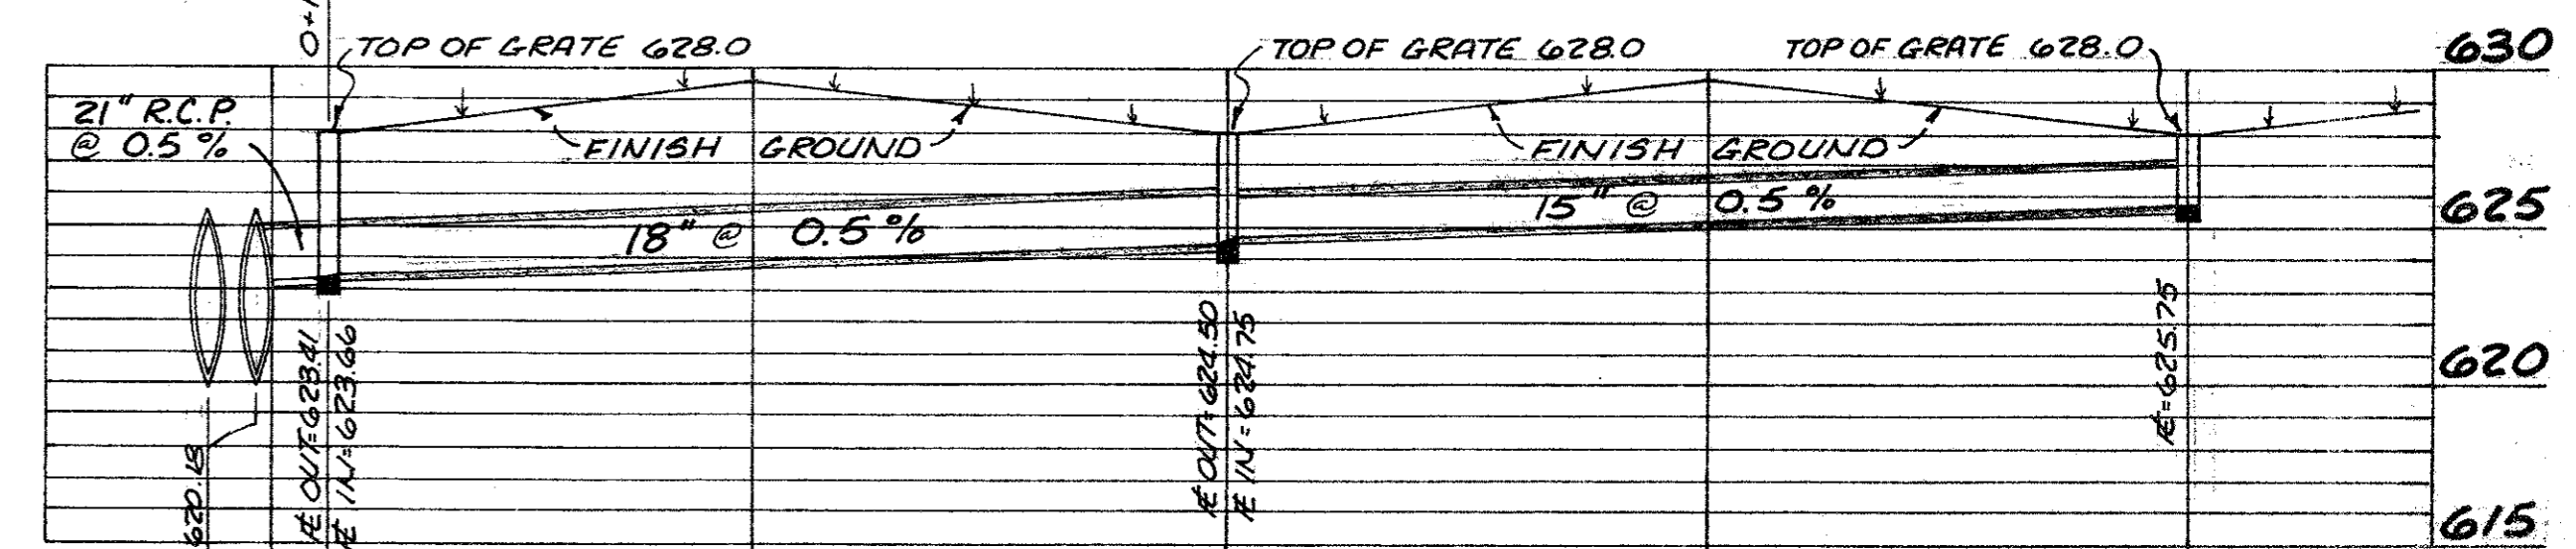 TOP OF GRATE 628.0
TOP OF GRATE 628.0
TOP OF GRATE 628.0
630
21" R.C.P.
@ 0.5 %
FINISH GROUND
FINISH GROUND
625
18" @ 0.5 %
15" @ 0.5 %
620
615
620.18
OUT=623.41
IN=623.66
OUT=624.50
IN=624.75
=625.75